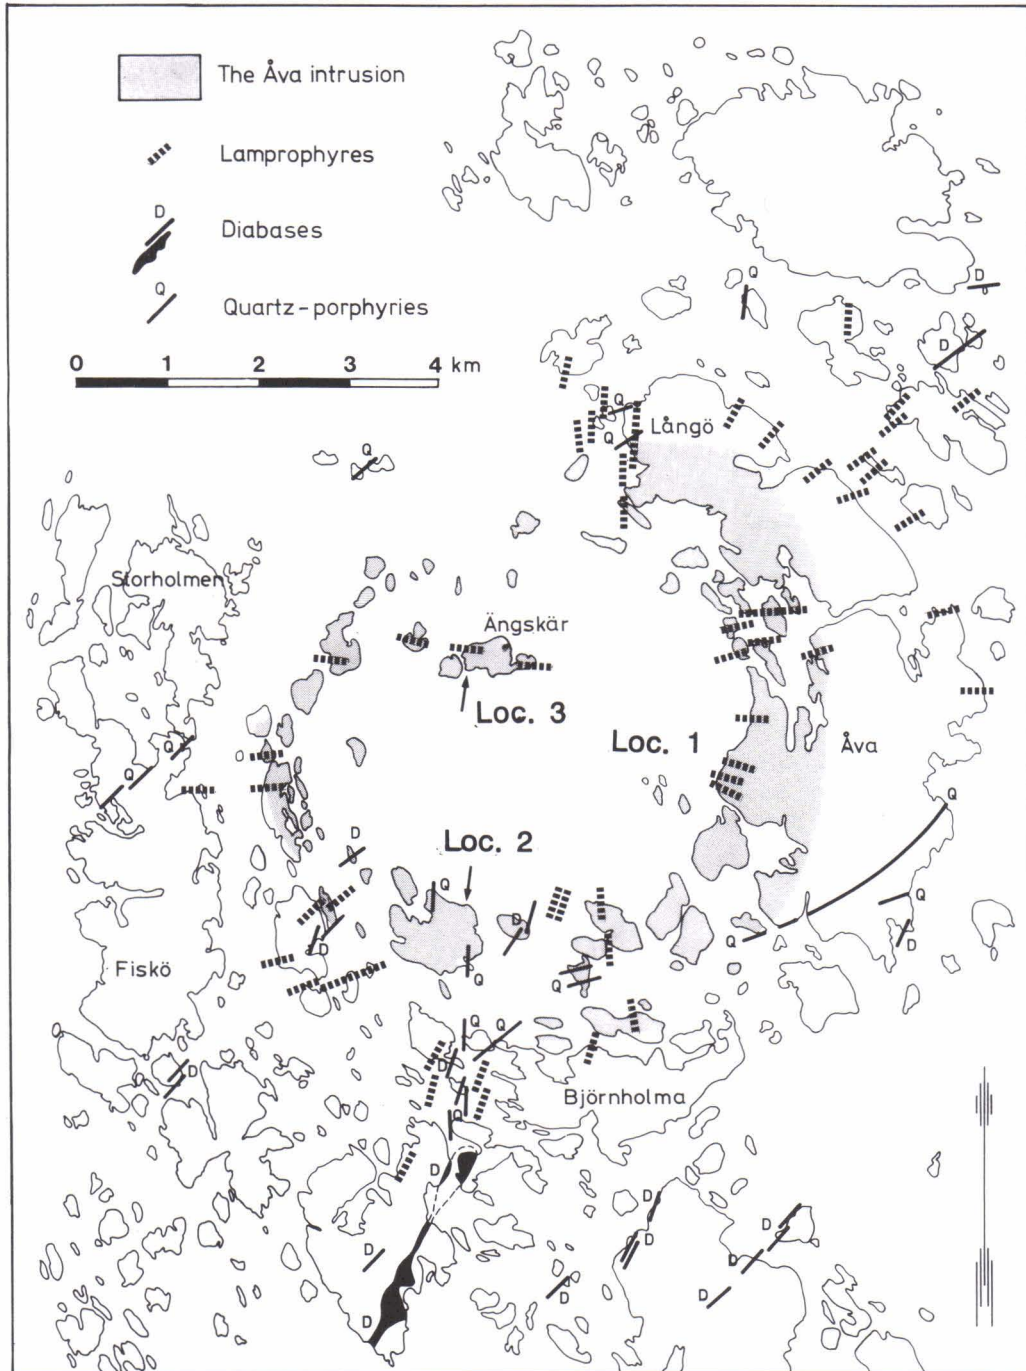 The Åva intrusion
Lamprophyres
D
Diabases
Q
Quartz-porphyries
0 1 2 3 4 km
Q
D
D
Q
Långö
Q
Q
Storholmen
Ängskär
Loc. 3
Loc. 1
Åva
Q
Q
Q
D
Loc. 2
Q
D
Q
Q
D
D
Fiskö
Q
Q
Q
Q
D
D
D
Björnholma
Q
D
D
D
Q
D
D
D
D
D
D
D